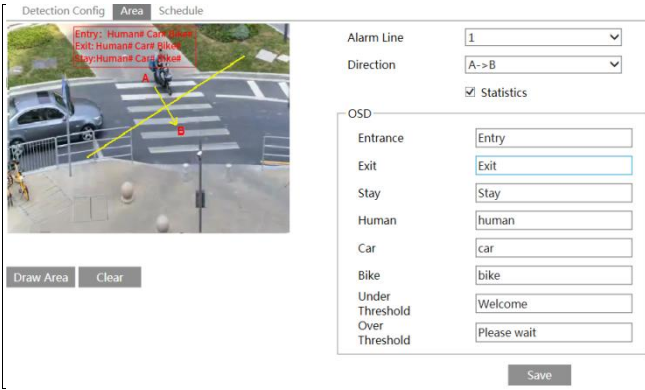 Detection Config Area Schedule
Entry: Human# Car# Bike#
Exit: Human# Car# Bike#
Stay:Human# Car# Bike#
A
B
Draw Area Clear
Alarm Line 1
Direction A->B
Statistics
OSD
Entrance Entry
Exit Exit
Stay Stay
Human human
Car car
Bike bike
Under
Threshold Welcome
Over
Threshold Please wait
Save